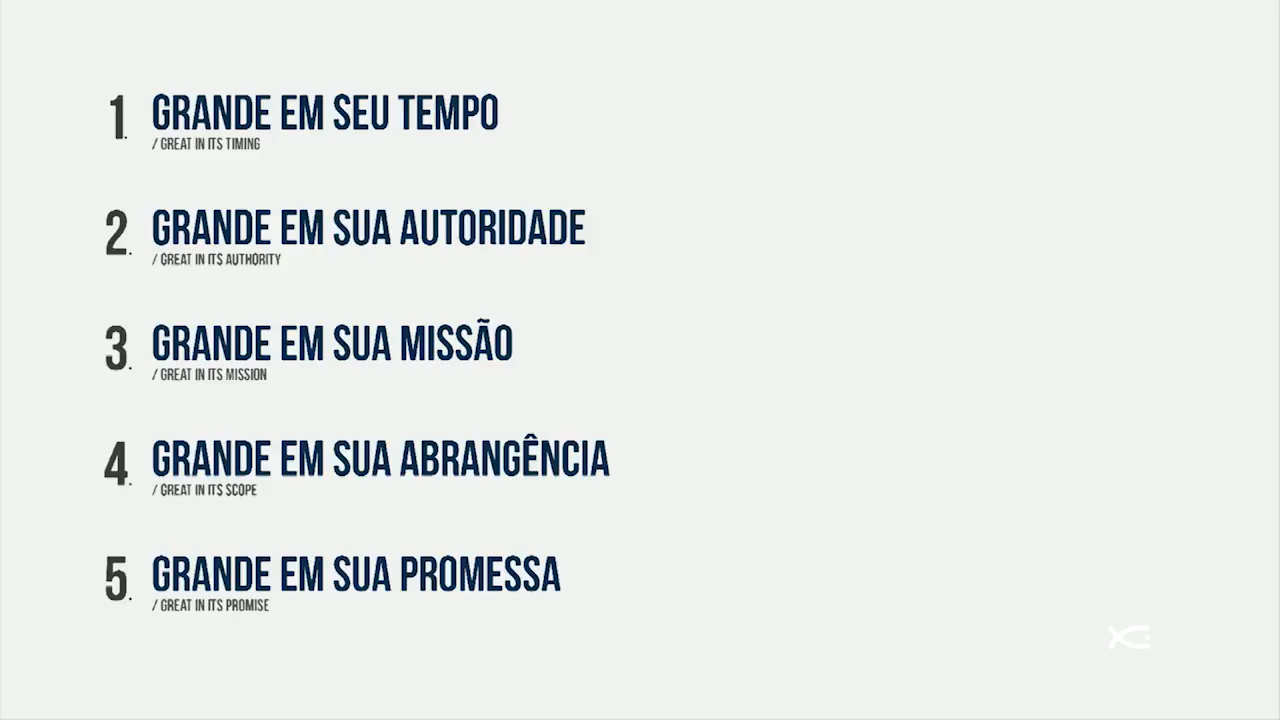 1. GRANDE EM SEU TEMPO
/ GREAT IN ITS TIMING
2. GRANDE EM SUA AUTORIDADE
/ GREAT IN ITS AUTHORITY
3. GRANDE EM SUA MISSÃO
/ GREAT IN ITS MISSION
4. GRANDE EM SUA ABRANGÊNCIA
/ GREAT IN ITS SCOPE
5. GRANDE EM SUA PROMESSA
/ GREAT IN ITS PROMISE